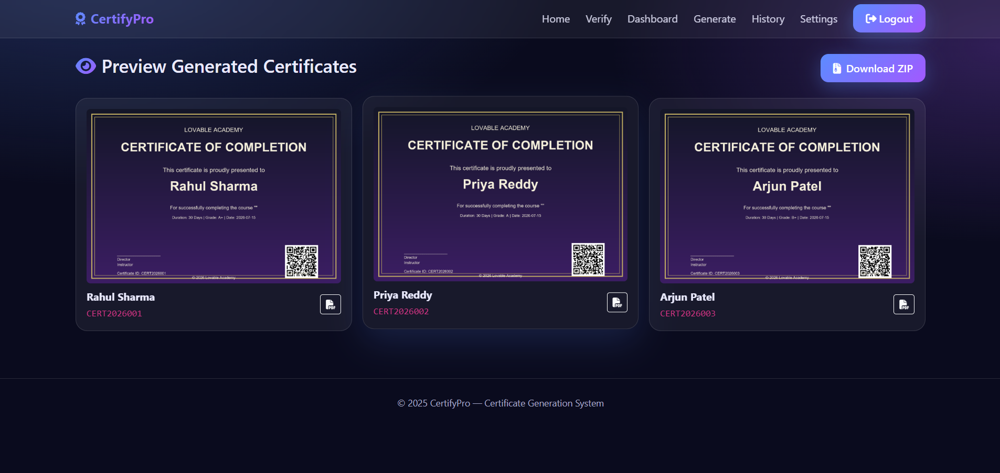 CertifyPro
Home Verify Dashboard Generate History Settings Logout
Preview Generated Certificates
Download ZIP
LOVABLE ACADEMY
CERTIFICATE OF COMPLETION
This certificate is proudly presented to
Rahul Sharma
For successfully completing the course ""
Duration: 30 Days | Grade: A+ | Date: 2026-07-15
Director
Instructor
Certificate ID: CERT2026001
© 2026 Lovable Academy
Rahul Sharma
CERT2026001
PDF
LOVABLE ACADEMY
CERTIFICATE OF COMPLETION
This certificate is proudly presented to
Priya Reddy
For successfully completing the course ""
Duration: 30 Days | Grade: A | Date: 2026-07-15
Director
Instructor
Certificate ID: CERT2026002
© 2026 Lovable Academy
Priya Reddy
CERT2026002
PDF
LOVABLE ACADEMY
CERTIFICATE OF COMPLETION
This certificate is proudly presented to
Arjun Patel
For successfully completing the course ""
Duration: 30 Days | Grade: B+ | Date: 2026-07-15
Director
Instructor
Certificate ID: CERT2026003
© 2026 Lovable Academy
Arjun Patel
CERT2026003
PDF
© 2025 CertifyPro — Certificate Generation System